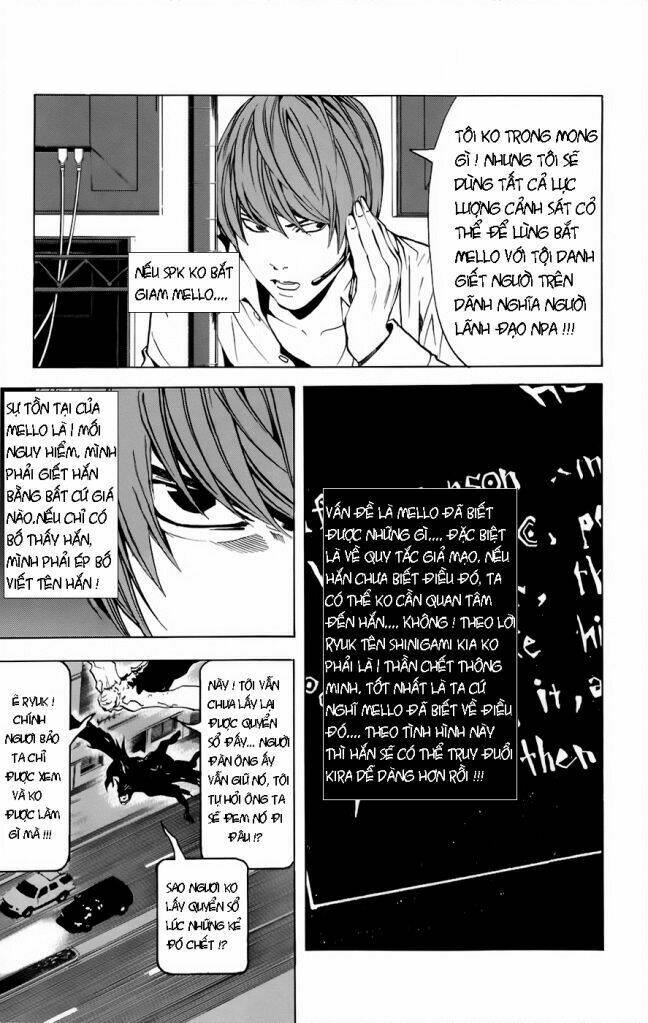 TÔI KO TRONG MONG
GÌ ! NHƯNG TÔI SẼ
DÙNG TẤT CẢ LỰC
LƯỢNG CẢNH SÁT CÓ
THỂ ĐỂ LÙNG BẮT
MELLO VỚI TỘI DANH
GIẾT NGƯỜI TRÊN
DÃNH NGHĨA NGƯỜI
LÃNH ĐẠO NPA !!!
NẾU SPK KO BẮT
GIAM MELLO....
VẤN ĐỀ LÀ MELLO ĐÃ BIẾT
ĐƯỢC NHỮNG GÌ.... ĐẶC BIỆT
LÀ VỀ QUY TẮC GIẢ MẠO. NẾU
HẮN CHƯA BIẾT ĐIỀU ĐÓ, TA
CÓ THỂ KO CẦN QUAN TÂM
ĐẾN HẮN.... KHÔNG ! THEO LỜI
RYUK TÊN SHINIGAMI KIA KO
PHẢI LÀ 1 THẦN CHẾT THÔNG
MINH. TỐT NHẤT LÀ TA CỨ
NGHĨ MELLO ĐÃ BIẾT VỀ ĐIỀU
ĐÓ.... THEO TÌNH HÌNH NÀY
THÌ HẮN SẼ CÓ THỂ TRUY ĐUỔI
KIRA DỄ DÀNG HƠN RỒI !!!
SỰ TỒN TẠI CỦA
MELLO LÀ 1 MỐI
NGUY HIỂM. MÌNH
PHẢI GIẾT HẮN
BẰNG BẤT CỨ GIÁ
NÀO.NẾU CHỈ CÓ
BỐ THẤY HẮN,
MÌNH PHẢI ÉP BỐ
VIẾT TÊN HẮN !
NÀY ! TÔI VẪN
CHƯA LẤY LẠI
ĐƯỢC QUYỂN
SỔ ĐẤY... NGƯỜI
ĐÀN ÔNG ẤY
VẪN GIỮ NÓ, TÔI
TỰ HỎI ÔNG TA
SẼ ĐEM NÓ ĐI
ĐÂU !?
Ê RYUK !
CHÍNH
NGƯƠI BẢO
TA CHỈ
ĐƯỢC XEM
VÀ KO
ĐƯỢC LÀM
GÌ MÀ !!!
SAO NGƯƠI KO
LẤY QUYỂN SỔ
LÚC NHỮNG KẺ
ĐÓ CHẾT !?